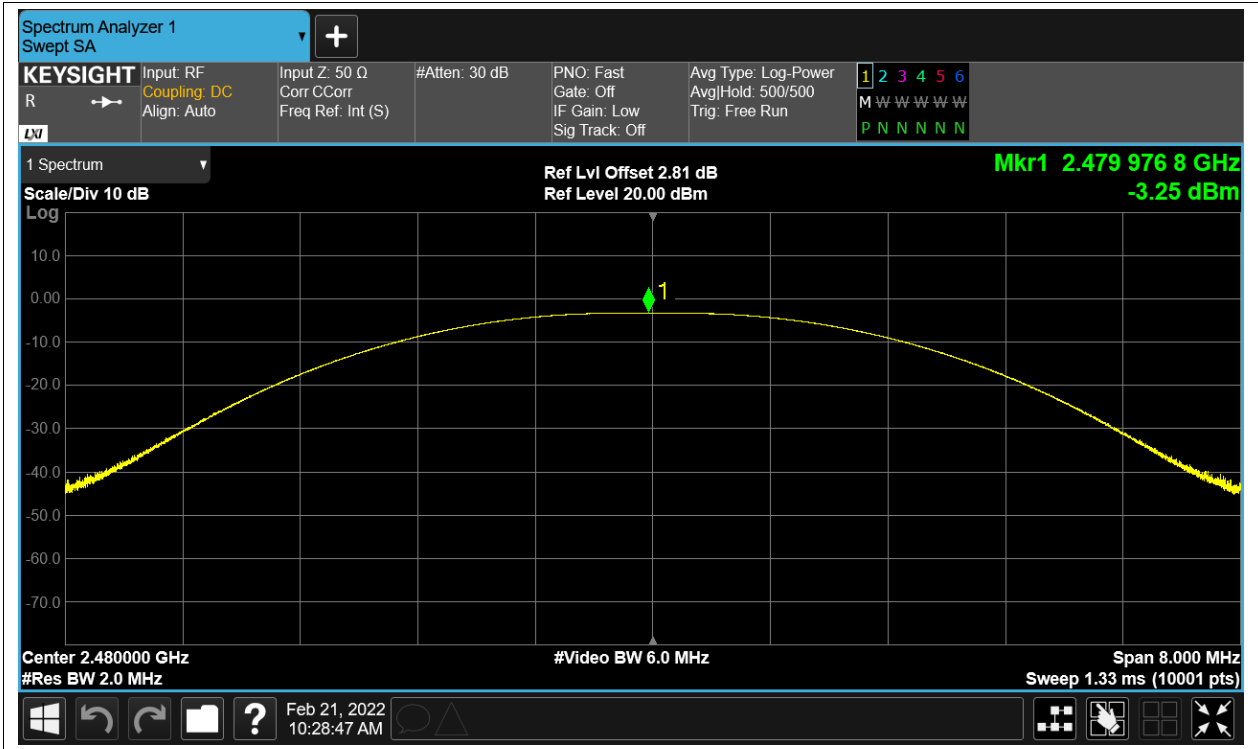 Spectrum Analyzer 1
Swept SA
KEYSIGHT
R
LXI
Input: RF
Coupling: DC
Align: Auto
Input Z: 50 Ω
Corr CCorr
Freq Ref: Int (S)
#Atten: 30 dB
PNO: Fast
Gate: Off
IF Gain: Low
Sig Track: Off
Avg Type: Log-Power
Avg|Hold: 500/500
Trig: Free Run
1 2 3 4 5 6
M W W W W W
P N N N N N
1 Spectrum
Scale/Div 10 dB
Log
Ref Lvl Offset 2.81 dB
Ref Level 20.00 dBm
Mkr1 2.479 976 8 GHz
-3.25 dBm
1
10.0
0.00
-10.0
-20.0
-30.0
-40.0
-50.0
-60.0
-70.0
Center 2.480000 GHz
#Res BW 2.0 MHz
#Video BW 6.0 MHz
Span 8.000 MHz
Sweep 1.33 ms (10001 pts)
?
Feb 21, 2022
10:28:47 AM